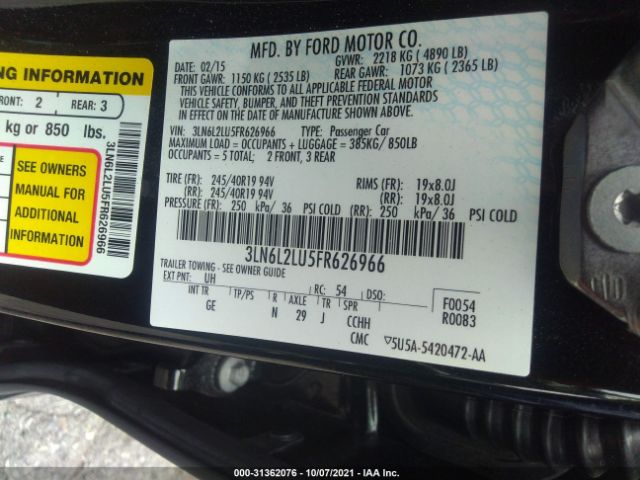 NG INFORMATION
FRONT: 2
REAR: 3
kg or 850 lbs.
SEE OWNERS
MANUAL FOR
ADDITIONAL
INFORMATION
3LN6L2LU5FR626966
MFD. BY FORD MOTOR CO.
02/15
GVWR: 2218 KG ( 4890 LB)
FRONT GAWR: 1150 KG ( 2535 LB)
REAR GAWR: 1073 KG ( 2365 LB)
THIS VEHICLE CONFORMS TO ALL APPLICABLE FEDERAL MOTOR
VEHICLE SAFETY, BUMPER, AND THEFT PREVENTION STANDARDS
IN EFFECT ON THE DATE OF MANUFACTURE SHOWN ABOVE.
VIN: 3LN6L2LU5FR626966 TYPE: Passenger Car
MAXIMUM LOAD = OCCUPANTS + LUGGAGE = 385KG/ 850LB
OCCUPANTS = 5 TOTAL; 2 FRONT, 3 REAR
TIRE (FR): 245/40R19 94V RIMS (FR): 19x8.0J
(RR): 245/40R19 94V (RR): 19x8.0J
PRESSURE (FR): 250 kPa/ 36 PSI COLD (RR): 250 kPa/ 36 PSI COLD
3LN6L2LU5FR626966
TRAILER TOWING - SEE OWNER GUIDE
EXT PNT: UH RC: 54 DSO:
F0054
R0083
INT TR TP/PS R AXLE TR SPR
GE N 29 J CCHH
CMC ▽5U5A-5420472-AA
000-31362076 - 10/07/2021 - IAA Inc.